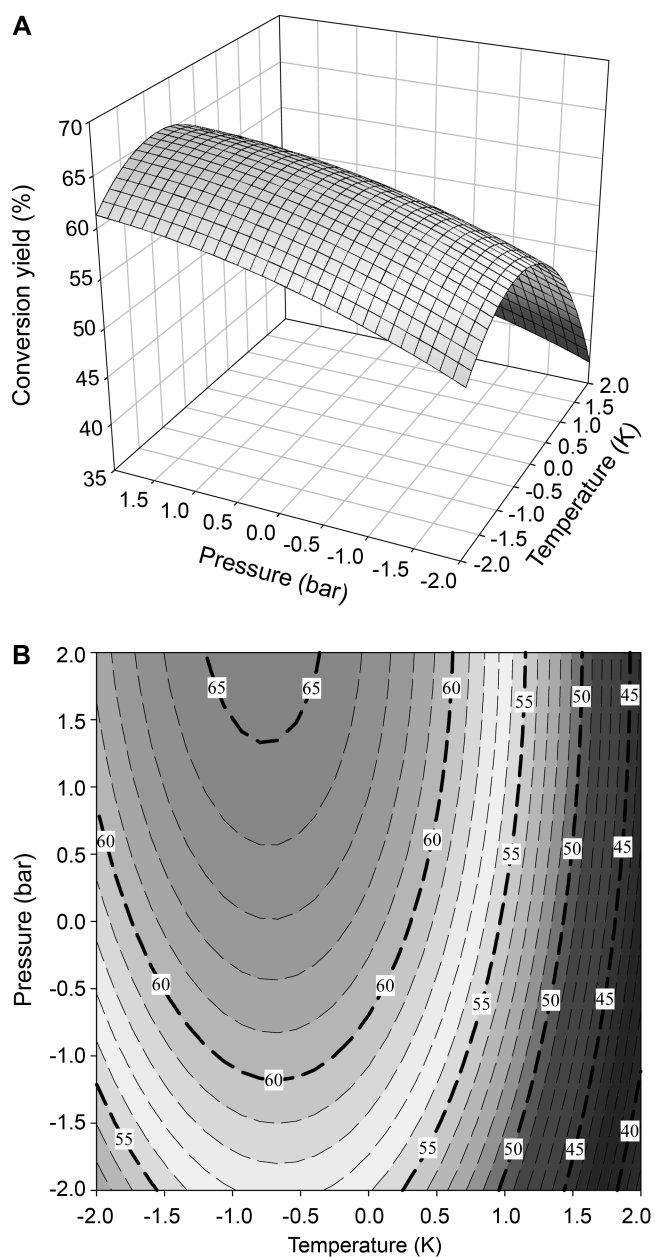 A
70
65
60
55
50
45
40
35
Conversion yield (%)
1.5 1.0 0.5 0.0 -0.5 -1.0 -1.5 -2.0
Pressure (bar)
2.0
1.5
1.0
0.5
0.0
-0.5
-1.0
-1.5
-2.0
Temperature (K)
B
2.0
1.5
1.0
0.5
0.0
-0.5
-1.0
-1.5
-2.0
Pressure (bar)
65 65 60 55 50 45
60 60 55 50 45
60 60 55 50 45
60
55 55 50 45 40
-2.0 -1.5 -1.0 -0.5 0.0 0.5 1.0 1.5 2.0
Temperature (K)